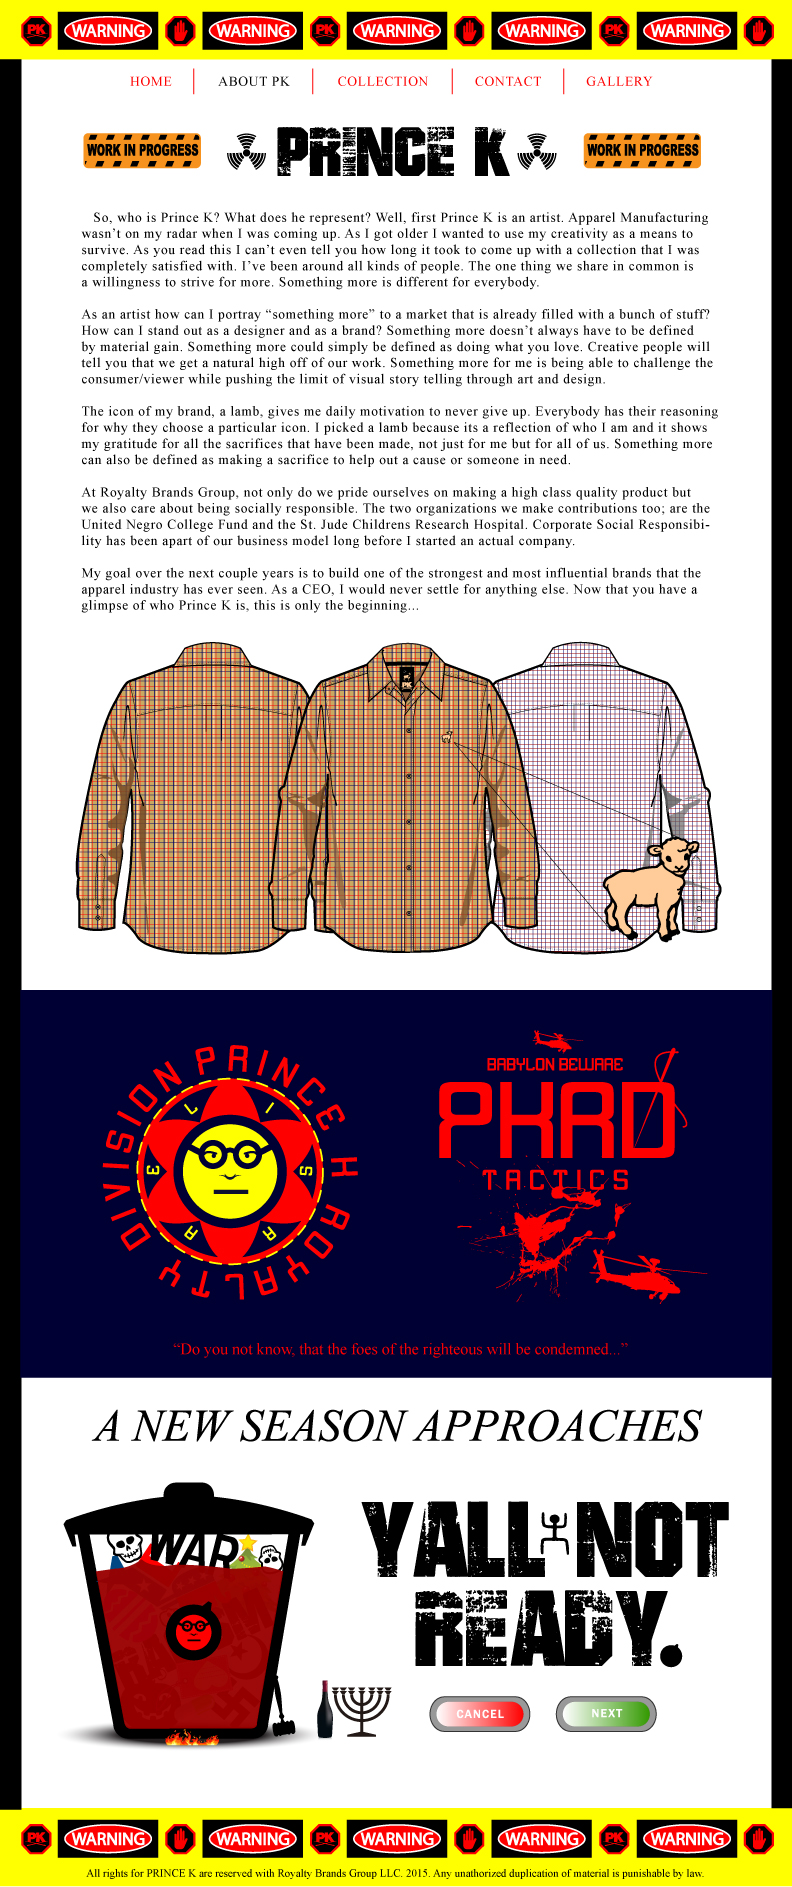 PK WARNING WARNING PK WARNING WARNING PK WARNING
HOME ABOUT PK COLLECTION CONTACT GALLERY
WORK IN PROGRESS PRINCE K WORK IN PROGRESS
So, who is Prince K? What does he represent? Well, first Prince K is an artist. Apparel Manufacturing
wasn't on my radar when I was coming up. As I got older I wanted to use my creativity as a means to
survive. As you read this I can't even tell you how long it took to come up with a collection that I was
completely satisfied with. I've been around all kinds of people. The one thing we share in common is
a willingness to strive for more. Something more is different for everybody.
As an artist how can I portray “something more” to a market that is already filled with a bunch of stuff?
How can I stand out as a designer and as a brand? Something more doesn't always have to be defined
by material gain. Something more could simply be defined as doing what you love. Creative people will
tell you that we get a natural high off of our work. Something more for me is being able to challenge the
consumer/viewer while pushing the limit of visual story telling through art and design.
The icon of my brand, a lamb, gives me daily motivation to never give up. Everybody has their reasoning
for why they choose a particular icon. I picked a lamb because its a reflection of who I am and it shows
my gratitude for all the sacrifices that have been made, not just for me but for all of us. Something more
can also be defined as making a sacrifice to help out a cause or someone in need.
At Royalty Brands Group, not only do we pride ourselves on making a high class quality product but
we also care about being socially responsible. The two organizations we make contributions too; are the
United Negro College Fund and the St. Jude Childrens Research Hospital. Corporate Social Responsibi-
lity has been apart of our business model long before I started an actual company.
My goal over the next couple years is to build one of the strongest and most influential brands that the
apparel industry has ever seen. As a CEO, I would never settle for anything else. Now that you have a
glimpse of who Prince K is, this is only the beginning...
PK
PRINCE K ROYALTY DIVISION
I S R A E L
BABYLON BEWARE
PKRD
TACTICS
“Do you not know, that the foes of the righteous will be condemned...”
A NEW SEASON APPROACHES
WAR
YALL NOT
READY.
CANCEL NEXT
PK WARNING WARNING PK WARNING WARNING PK WARNING
All rights for PRINCE K are reserved with Royalty Brands Group LLC. 2015. Any unathorized duplication of material is punishable by law.